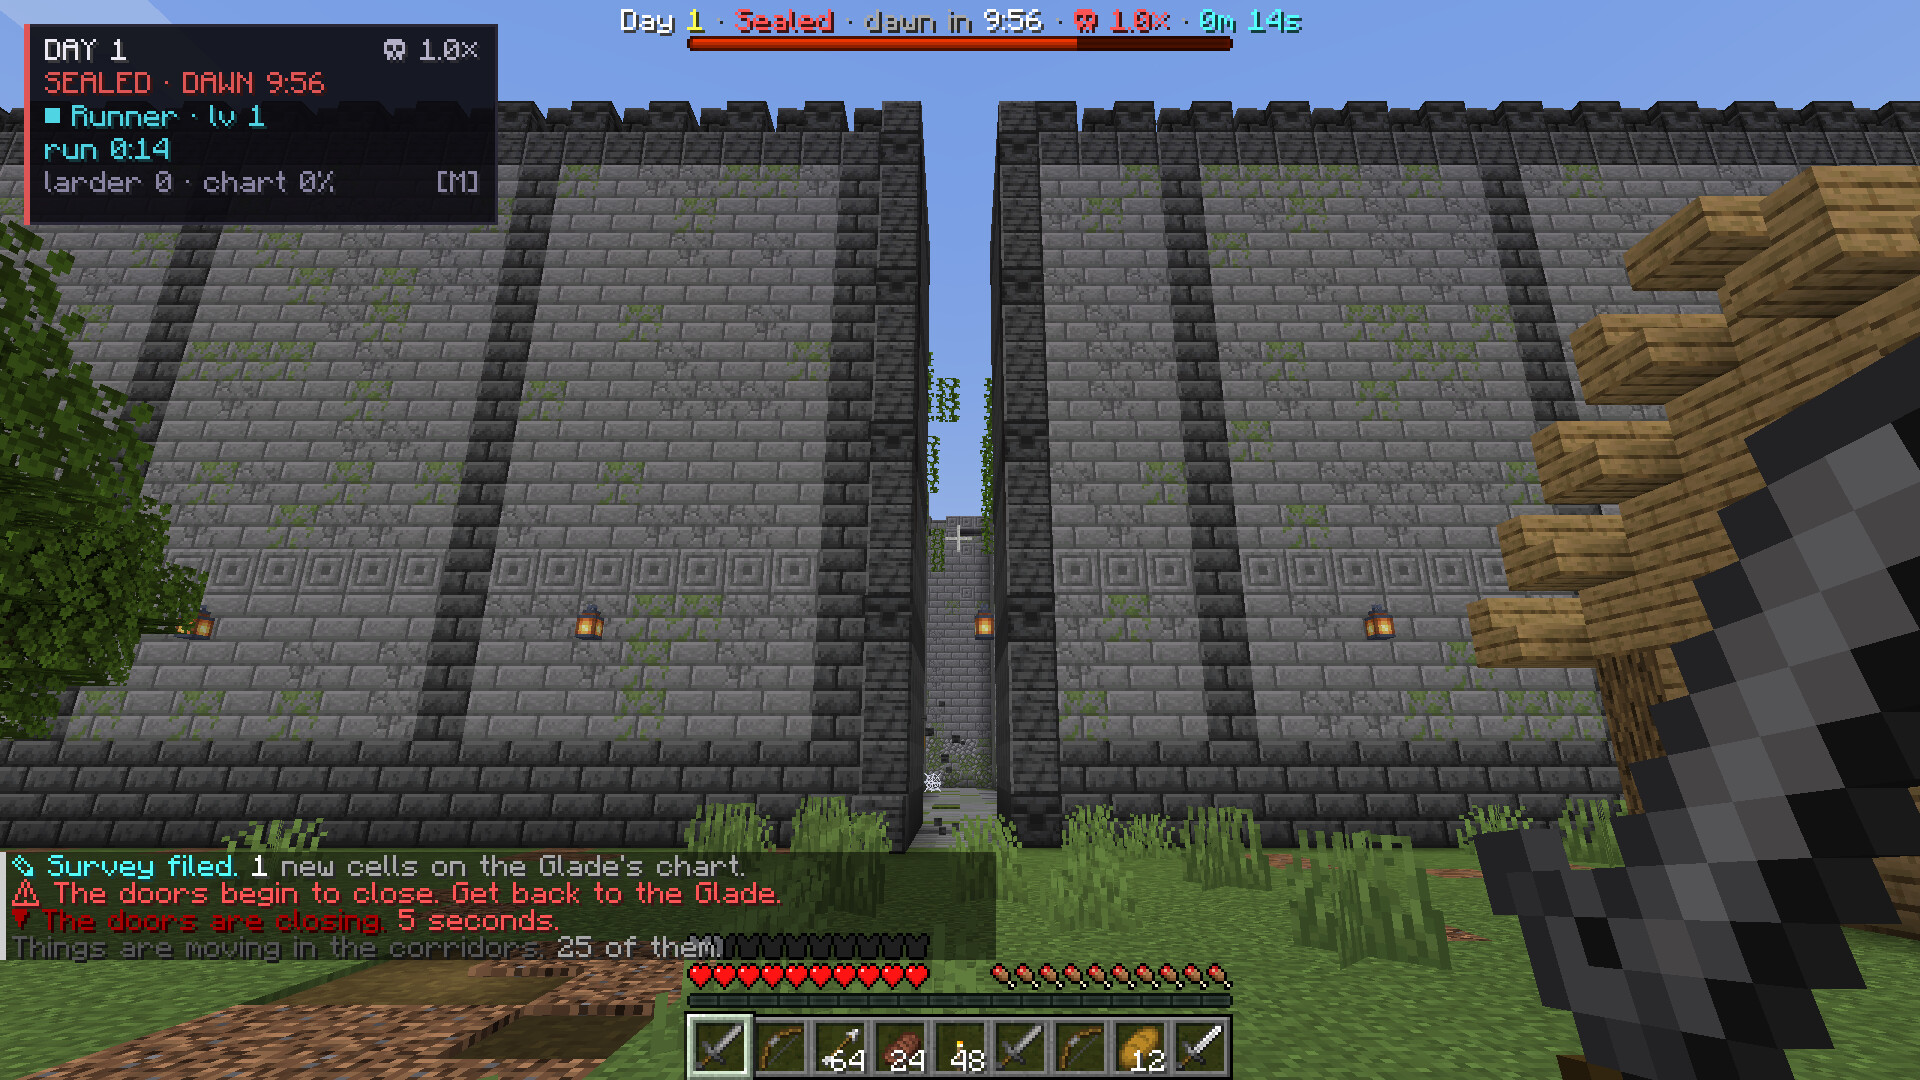 Day 1 · Sealed · dawn in 9:56 · 1.0× · 0m 14s
DAY 1 1.0×
SEALED · DAWN 9:56
Runner · lv 1
run 0:14
larder 0 · chart 0% [M]
Survey filed. 1 new cells on the Glade's chart.
The doors begin to close. Get back to the Glade.
The doors are closing. 5 seconds.
Things are moving in the corridors. 25 of them.
64 24 48 12